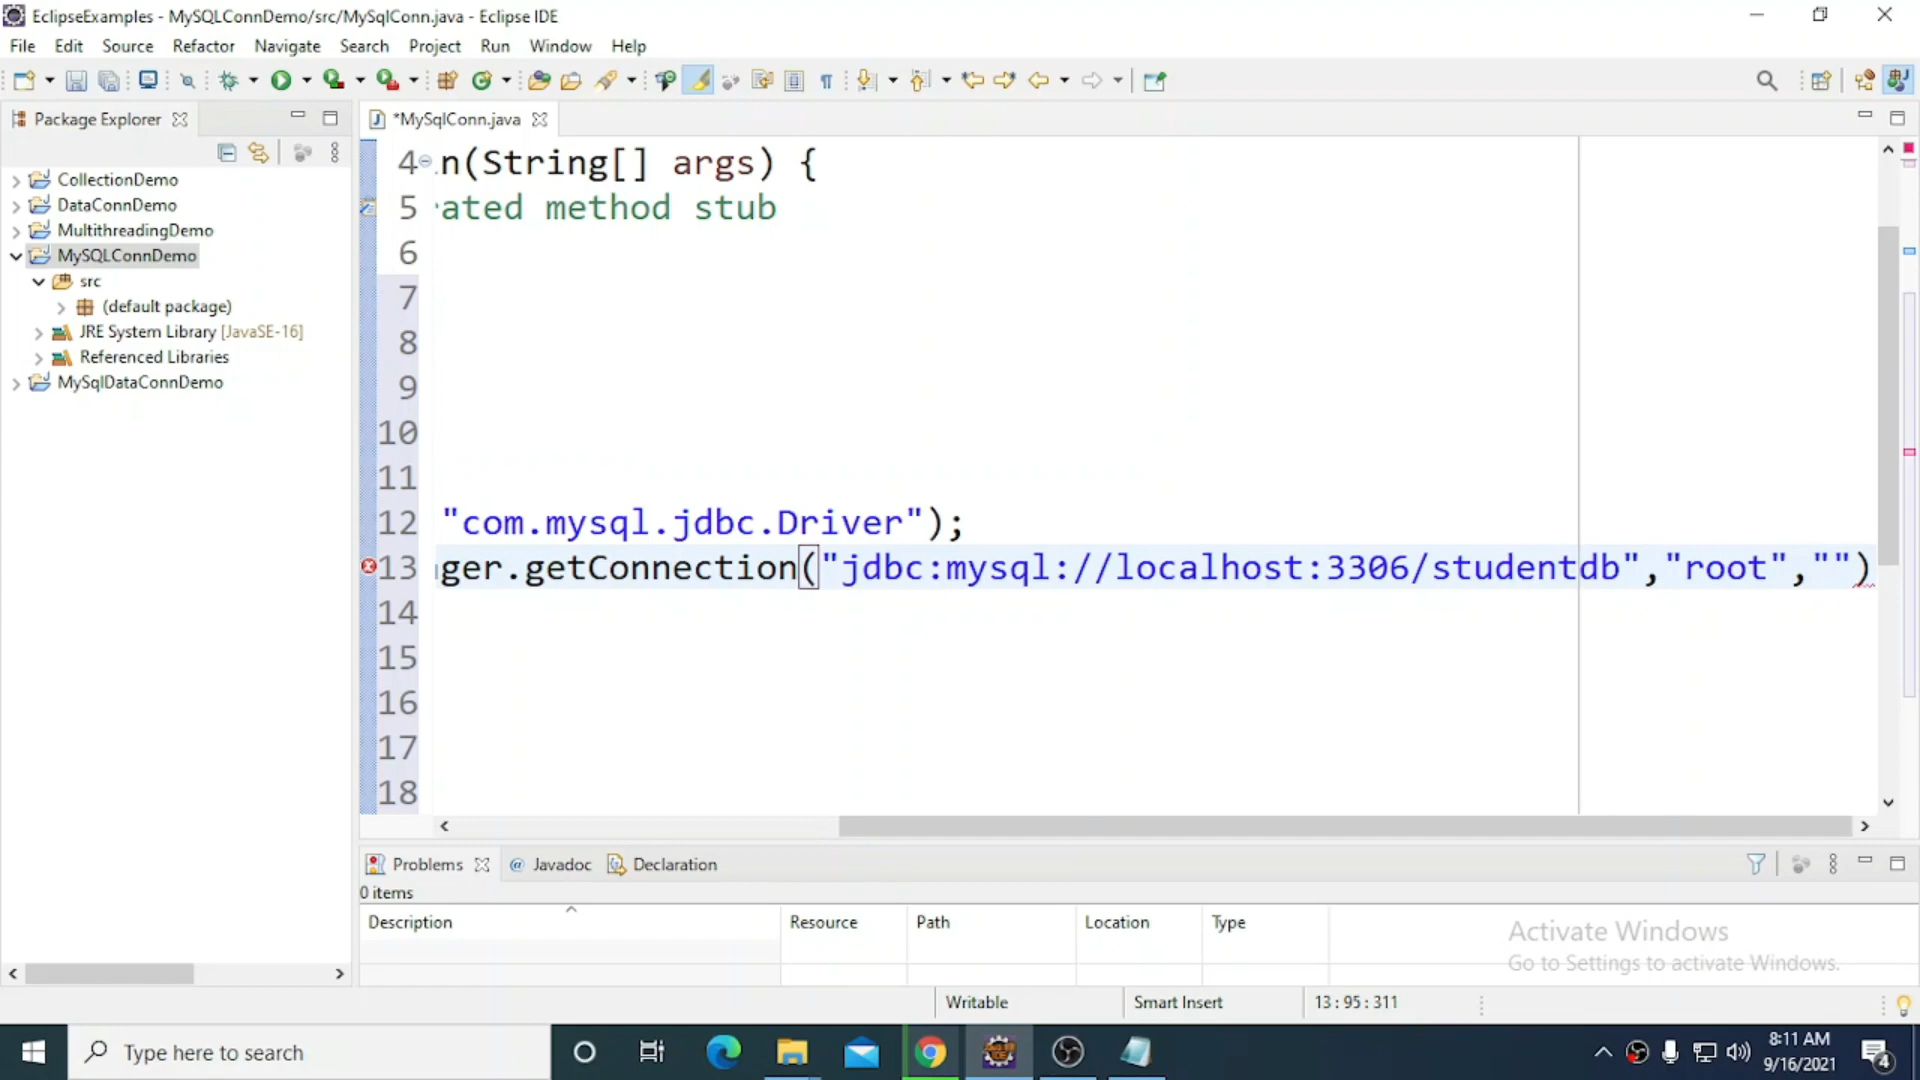 EclipseExamples - MySQLConnDemo/src/MySqlConn.java - Eclipse IDE
File Edit Source Refactor Navigate Search Project Run Window Help
Package Explorer
*MySqlConn.java
CollectionDemo
DataConnDemo
MultithreadingDemo
MySQLConnDemo
src
(default package)
JRE System Library [JavaSE-16]
Referenced Libraries
MySqlDataConnDemo
4 n(String[] args) {
5 ated method stub
6
7
8
9
10
11
12 "com.mysql.jdbc.Driver");
13 ger.getConnection("jdbc:mysql://localhost:3306/studentdb","root","")
14
15
16
17
18
Problems @ Javadoc Declaration
0 items
Description Resource Path Location Type
Activate Windows
Go to Settings to activate Windows.
Writable Smart Insert 13 : 95 : 311
Type here to search
8:11 AM
9/16/2021
4